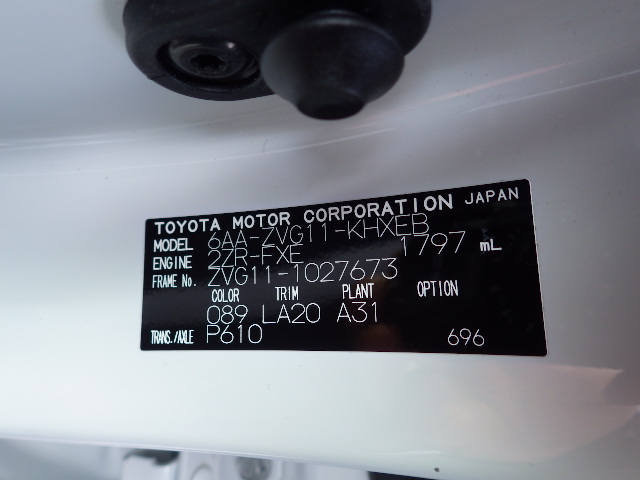 TOYOTA MOTOR CORPORATION JAPAN
MODEL 6AA-ZVG11-KHXEB
ENGINE 2ZR-FXE 1797 mL
FRAME No. ZVG11-1027673
COLOR TRIM PLANT OPTION
089 LA20 A31
TRANS./AXLE P610 696